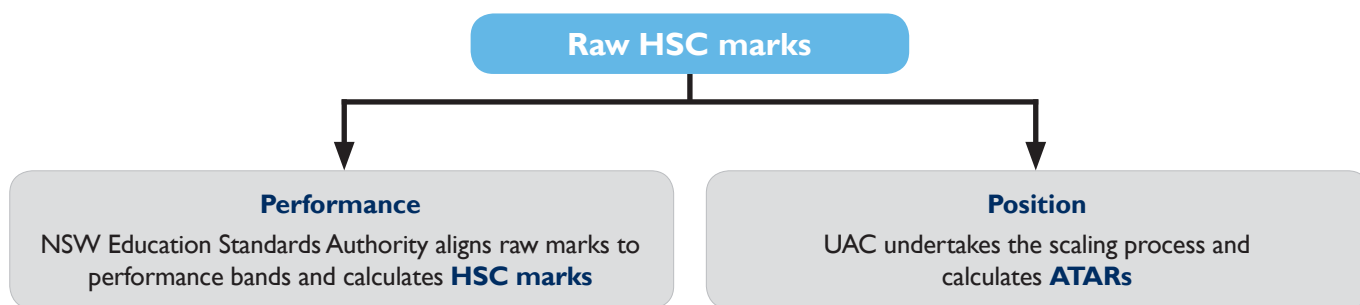 Raw HSC marks
Performance
NSW Education Standards Authority aligns raw marks to
performance bands and calculates HSC marks
Position
UAC undertakes the scaling process and
calculates ATARs